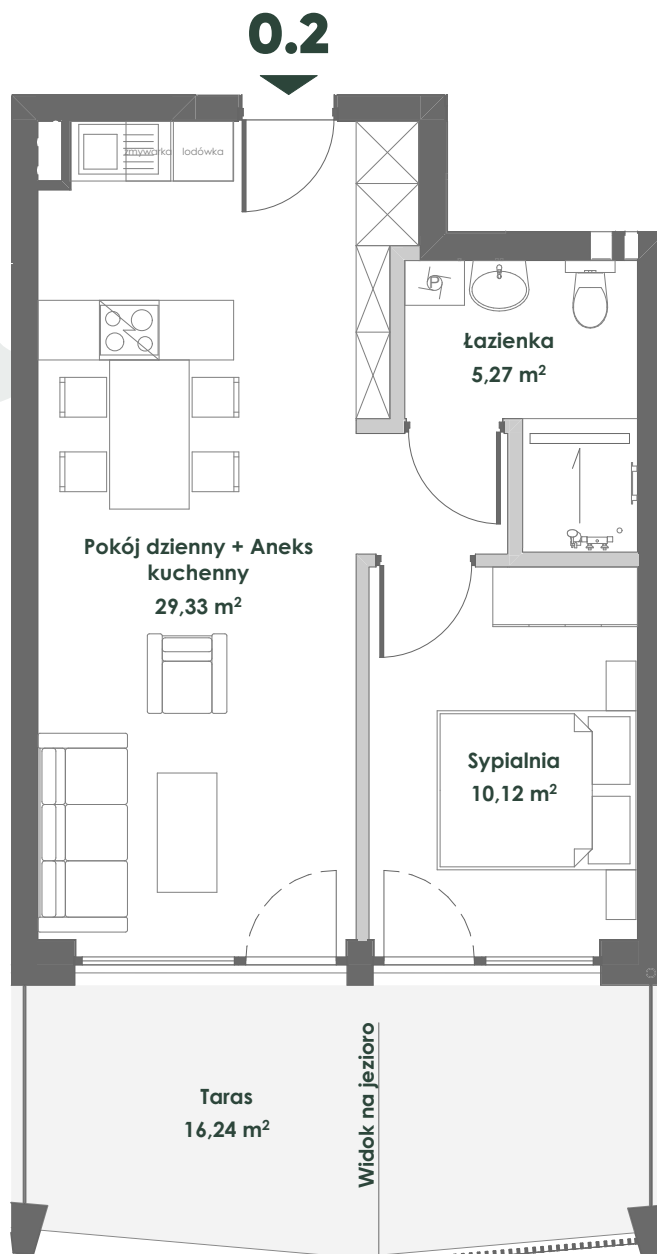 0.2
zmywarka lodówka
Łazienka
5,27 m²
Pokój dzienny + Aneks
kuchenny
29,33 m²
Sypialnia
10,12 m²
Taras
16,24 m²
Widok na jezioro